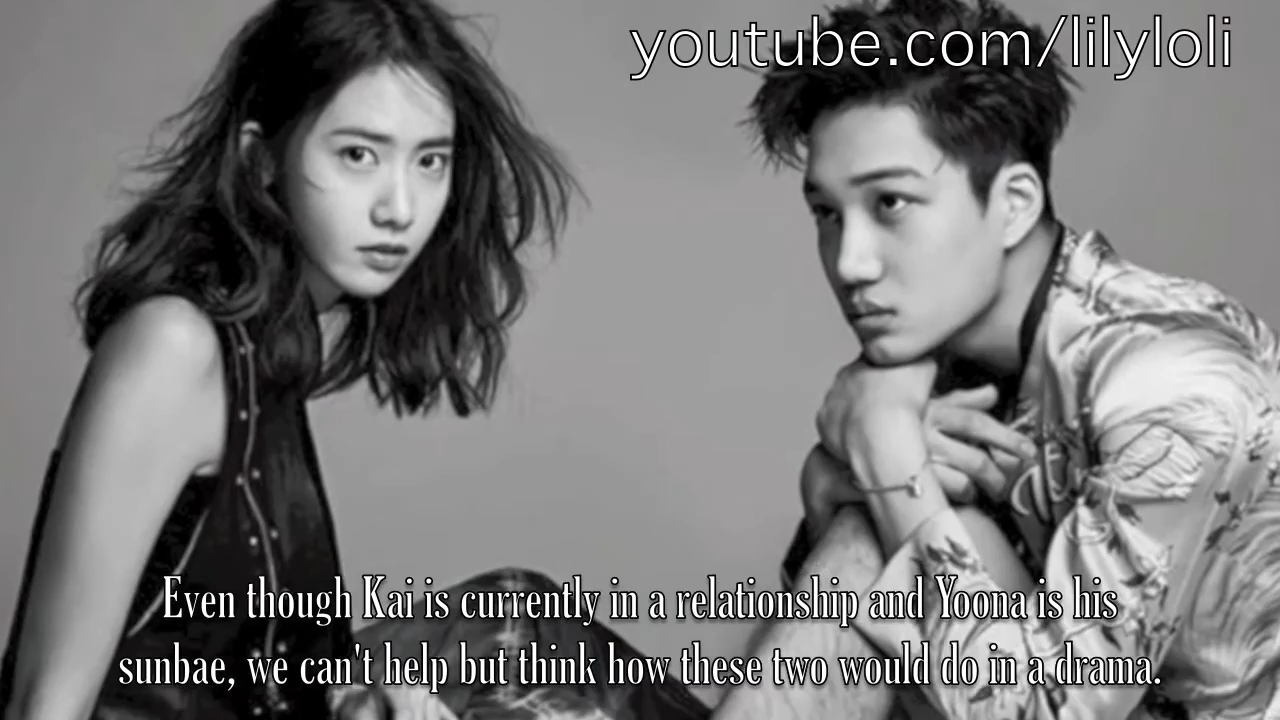 youtube.com/lilyloli
Even though Kai is currently in a relationship and Yoona is his
sunbae, we can't help but think how these two would do in a drama.